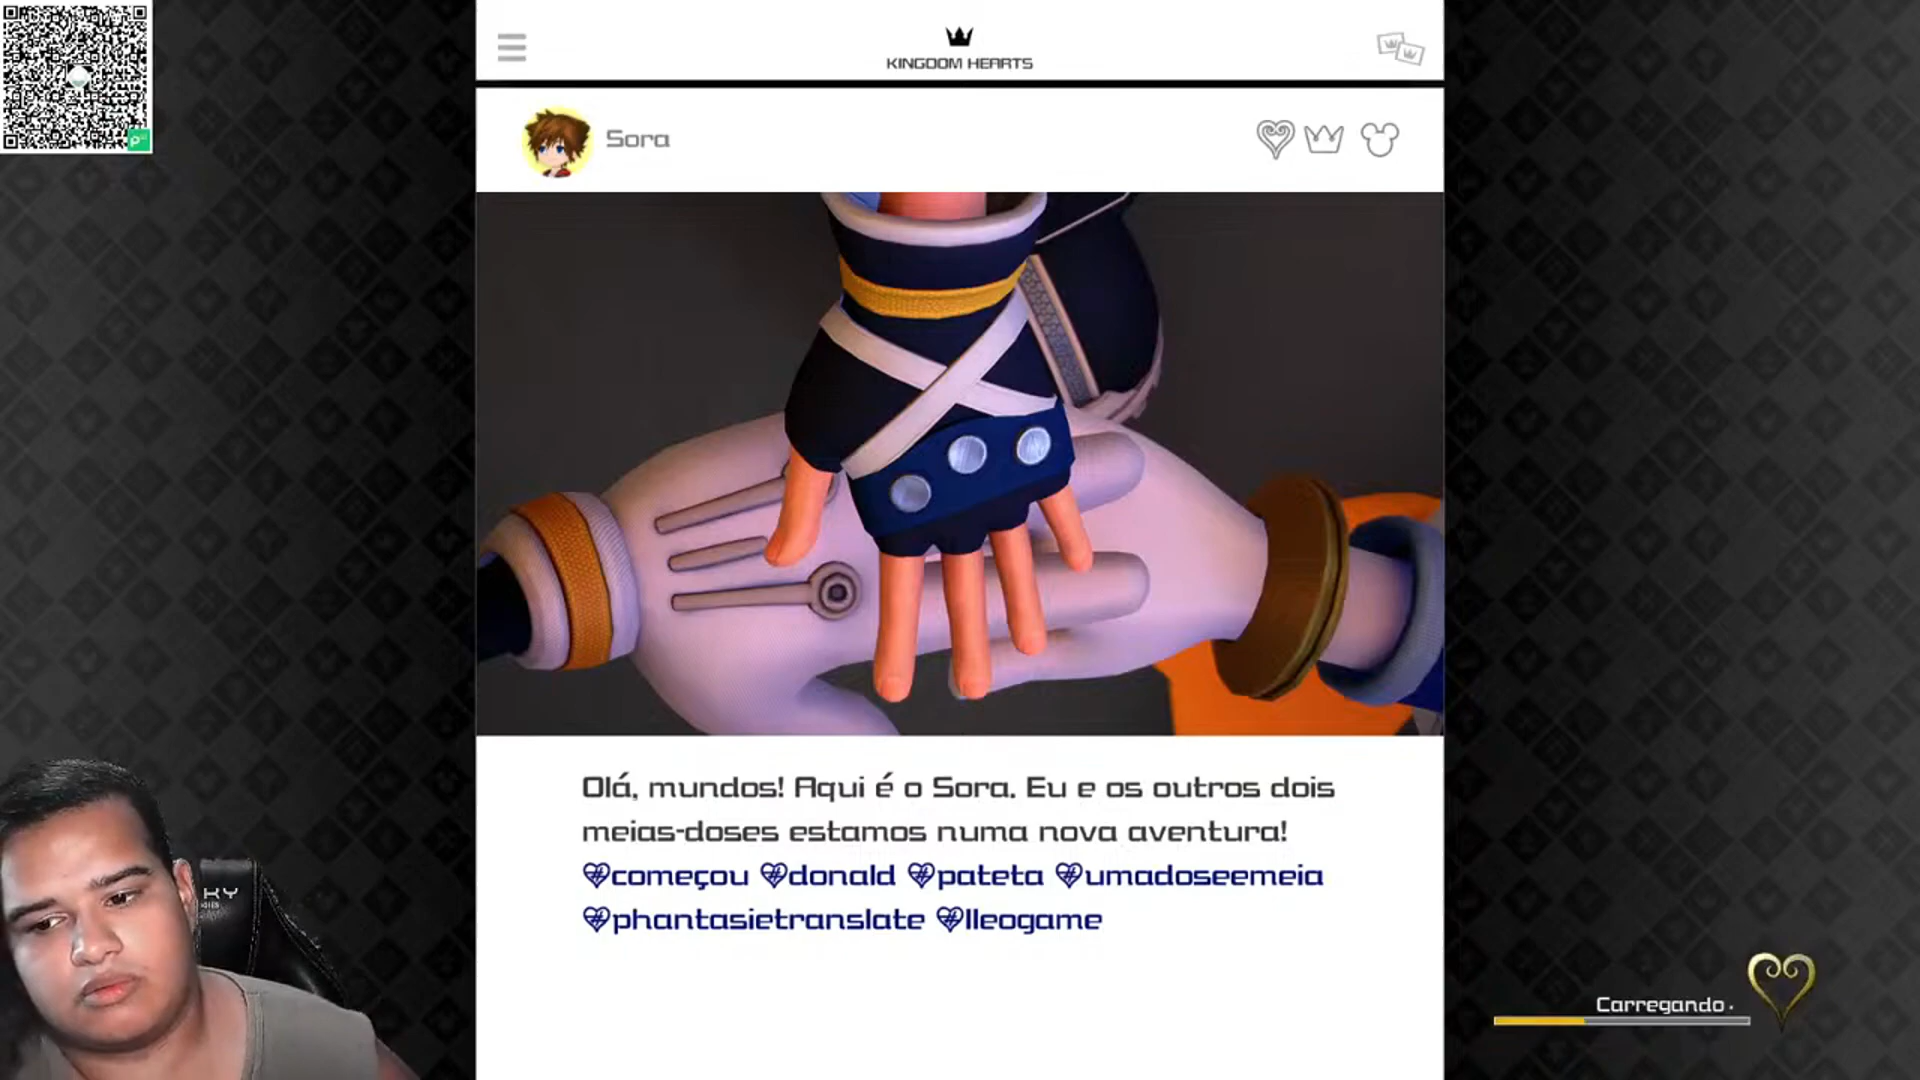 KINGDOM HEARTS
Sora
Olá, mundos! Aqui é o Sora. Eu e os outros dois
meias-doses estamos numa nova aventura!
#começou #donald #pateta #umadoseemeia
#phantasietranslate #lleogame
Carregando.
KY